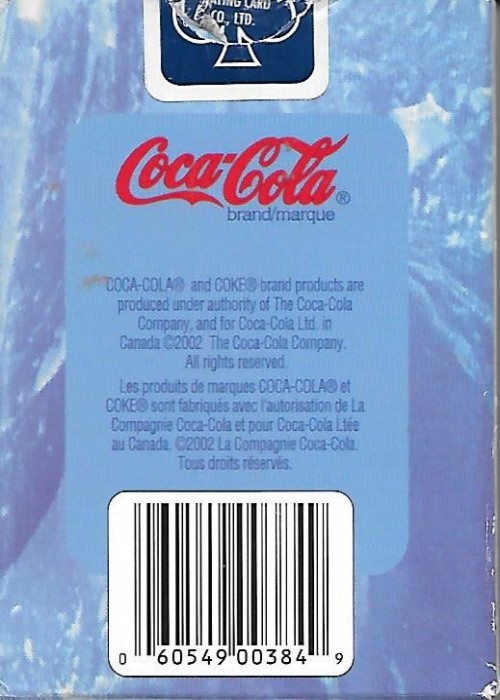 PLAYING CARD
CO., LTD.
Coca-Cola®
brand/marque
COCA-COLA® and COKE® brand products are
produced under authority of The Coca-Cola
Company, and for Coca-Cola Ltd. in
Canada.©2002 The Coca-Cola Company.
All rights reserved.
Les produits de marques COCA-COLA® et
COKE® sont fabriqués avec l'autorisation de La
Compagnie Coca-Cola et pour Coca-Cola Ltée
au Canada. ©2002 La Compagnie Coca-Cola.
Tous droits réservés.
0 60549 00384 9